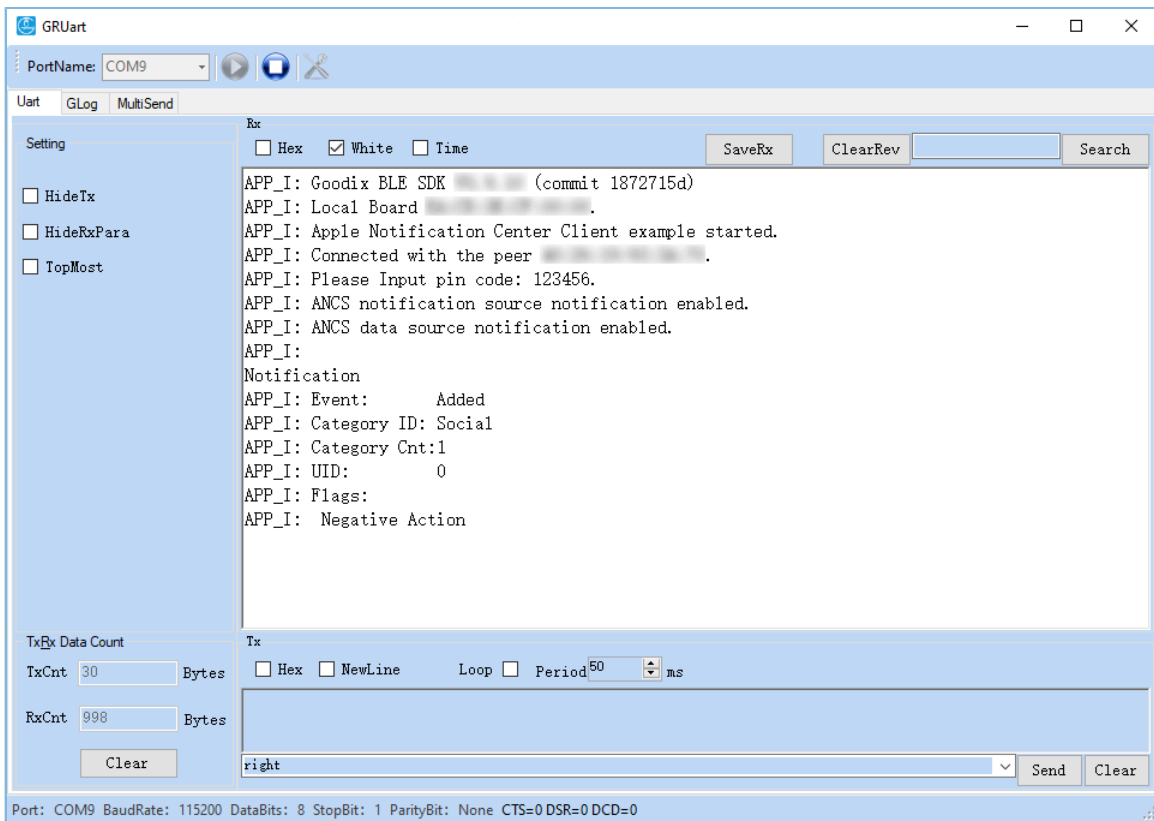 GRUart
PortName: COM9
Uart GLog MultiSend
Setting
HideTx
HideRxPara
TopMost
Rx
Hex White Time SaveRx ClearRev Search
APP_I: Goodix BLE SDK (commit 1872715d)
APP_I: Local Board .
APP_I: Apple Notification Center Client example started.
APP_I: Connected with the peer .
APP_I: Please Input pin code: 123456.
APP_I: ANCS notification source notification enabled.
APP_I: ANCS data source notification enabled.
APP_I:
Notification
APP_I: Event: Added
APP_I: Category ID: Social
APP_I: Category Cnt:1
APP_I: UID: 0
APP_I: Flags:
APP_I: Negative Action
TxRx Data Count
TxCnt 30 Bytes
RxCnt 998 Bytes
Clear
Tx
Hex NewLine Loop Period 50 ms
right
Send Clear
Port: COM9 BaudRate: 115200 DataBits: 8 StopBit: 1 ParityBit: None CTS=0 DSR=0 DCD=0